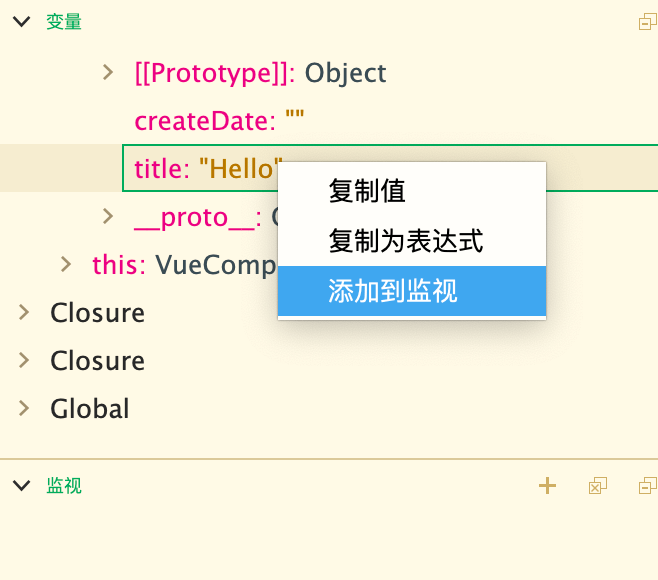 变量
[[Prototype]]: Object
createDate: ""
title: "Hello"
复制值
__proto__:
复制为表达式
this: VueComp
添加到监视
Closure
Closure
Global
监视